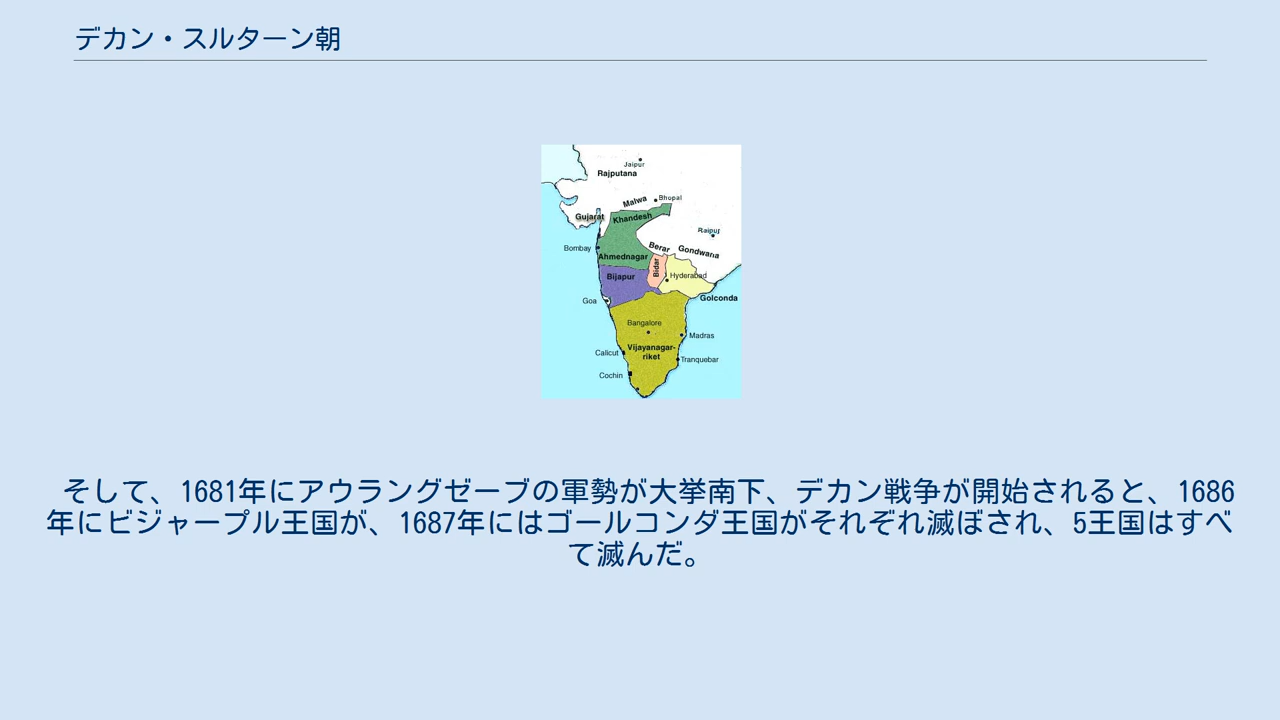 デカン・スルターン朝
Jaipur
Rajputana
Malwa
Bhopal
Gujarat
Khandesh
Raipur
Bombay
Berar
Gondwana
Ahmednagar
Bidar
Bijapur
Hyderabad
Goa
Golconda
Bangalore
Madras
Calicut
Vijayanagar-
riket
Tranquebar
Cochin
そして、1681年にアウラングゼーブの軍勢が大挙南下、デカン戦争が開始されると、1686
年にビジャープル王国が、1687年にはゴールコンダ王国がそれぞれ滅ぼされ、5王国はすべ
て滅んだ。